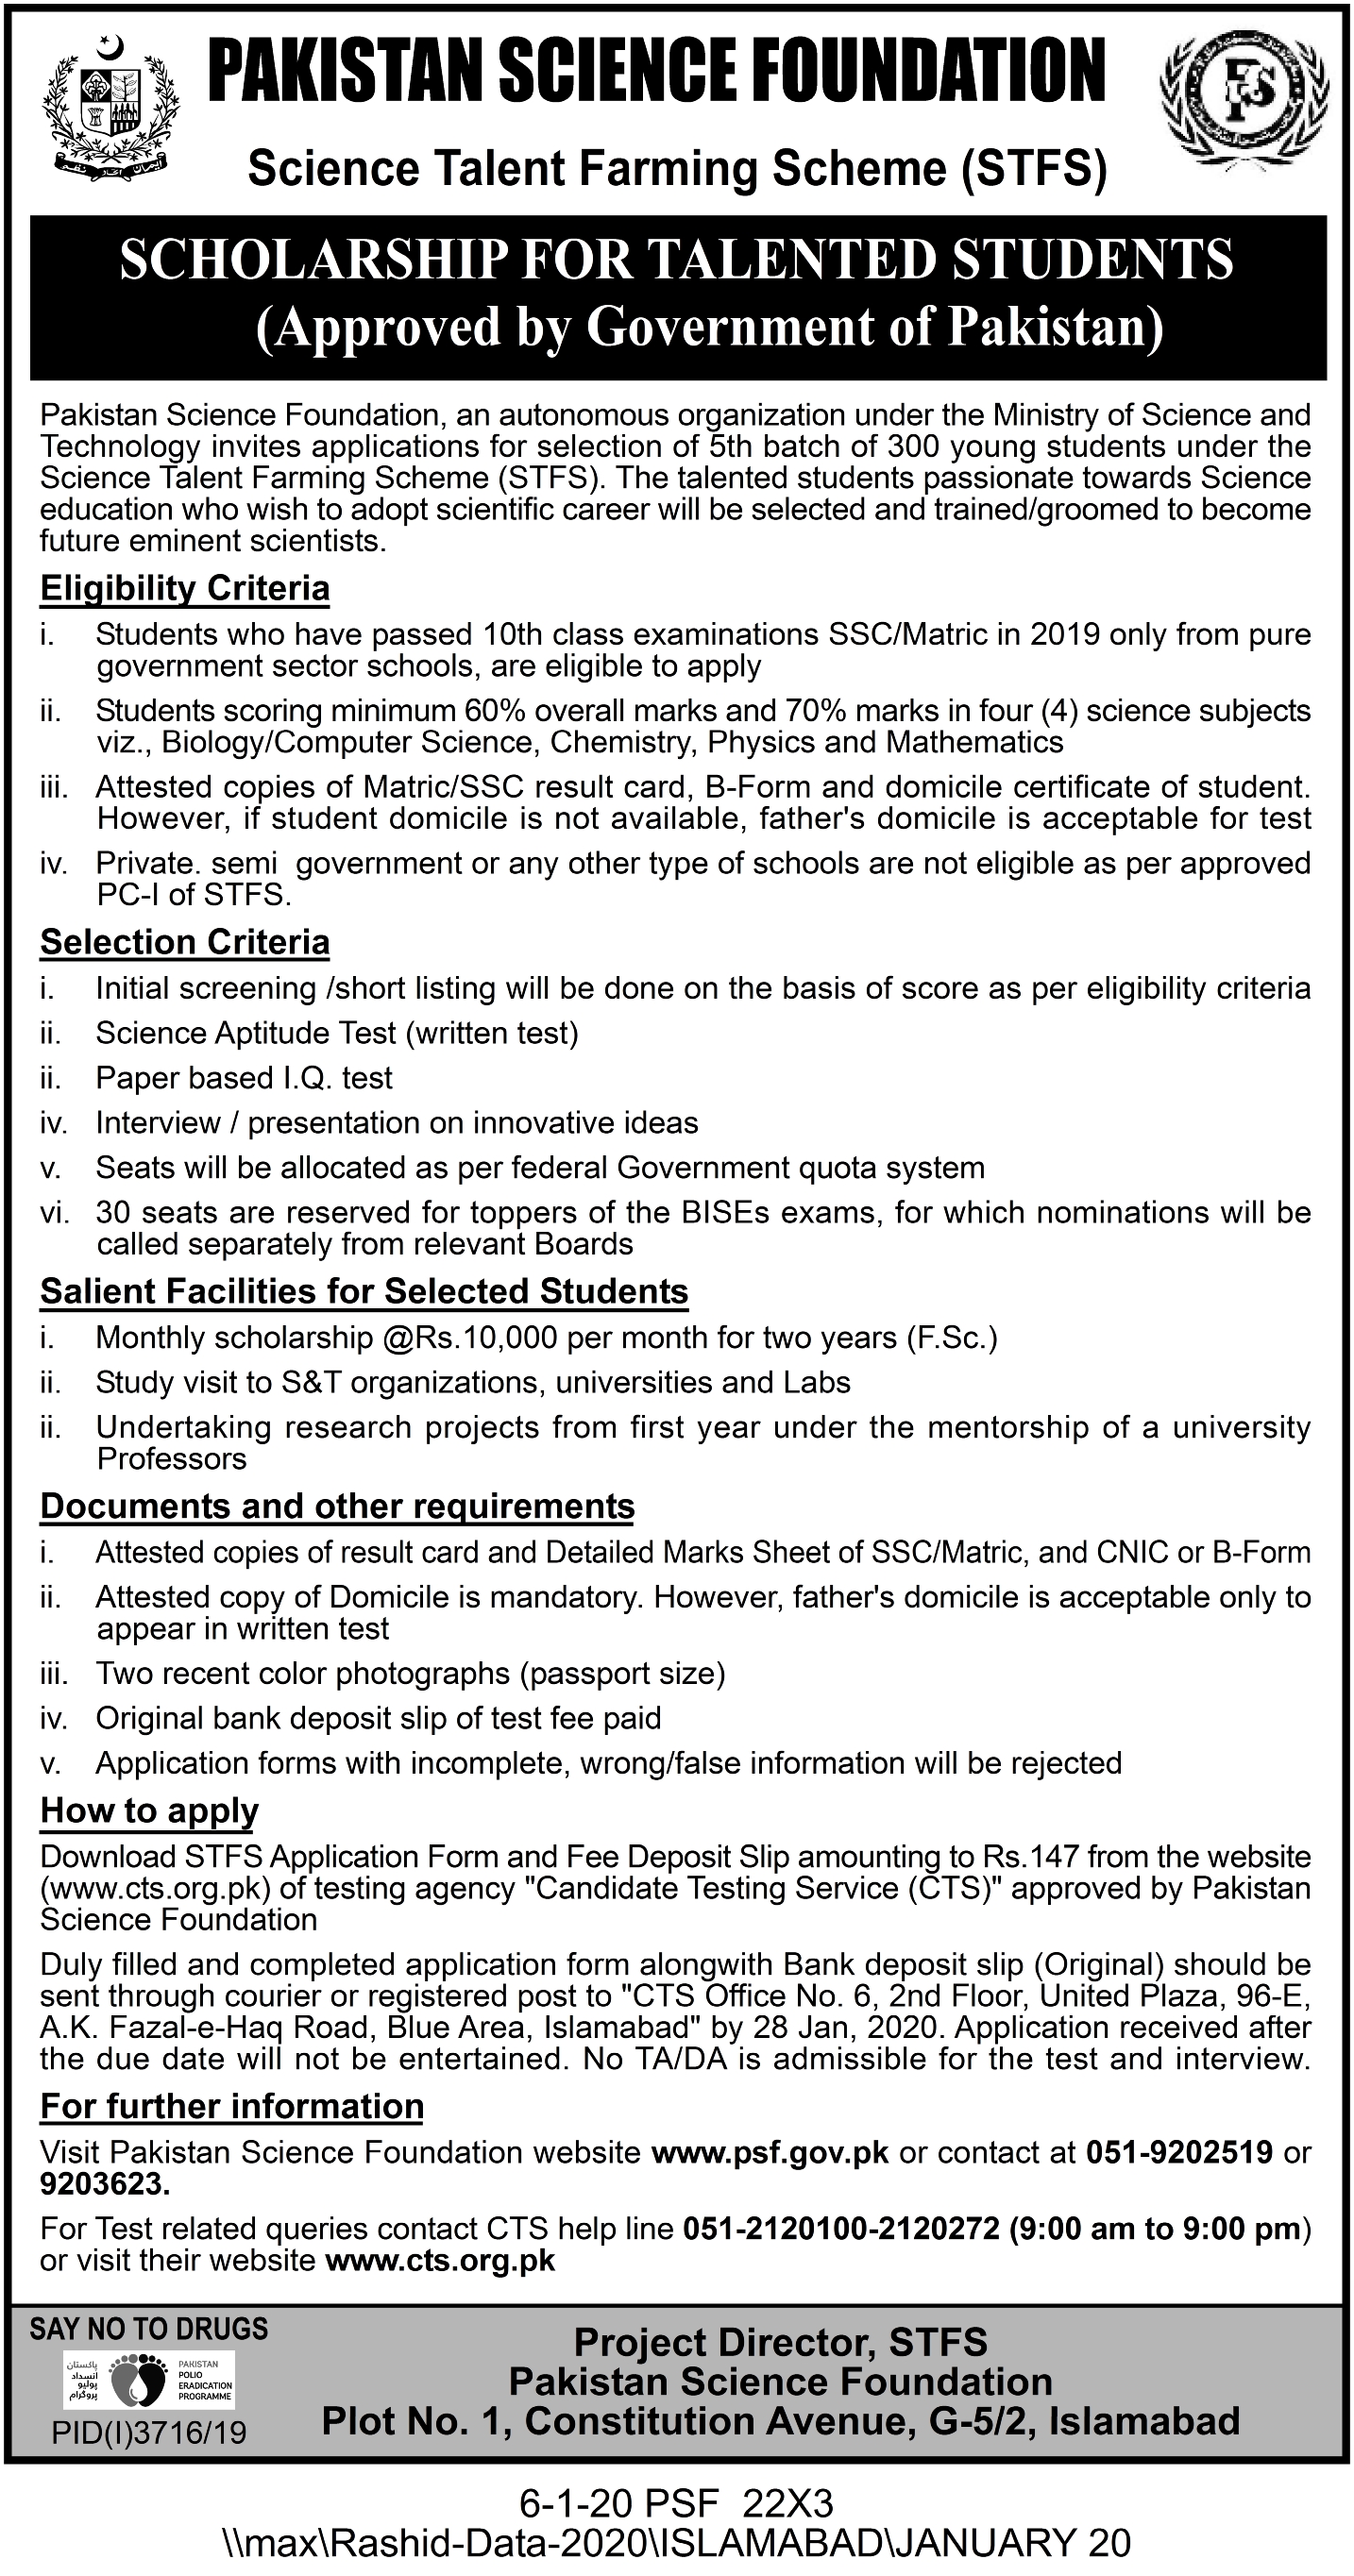 PAKISTAN SCIENCE FOUNDATION
Science Talent Farming Scheme (STFS)
PSF
SCHOLARSHIP FOR TALENTED STUDENTS
(Approved by Government of Pakistan)
Pakistan Science Foundation, an autonomous organization under the Ministry of Science and
Technology invites applications for selection of 5th batch of 300 young students under the
Science Talent Farming Scheme (STFS). The talented students passionate towards Science
education who wish to adopt scientific career will be selected and trained/groomed to become
future eminent scientists.
Eligibility Criteria
i. Students who have passed 10th class examinations SSC/Matric in 2019 only from pure
government sector schools, are eligible to apply
ii. Students scoring minimum 60% overall marks and 70% marks in four (4) science subjects
viz., Biology/Computer Science, Chemistry, Physics and Mathematics
iii. Attested copies of Matric/SSC result card, B-Form and domicile certificate of student.
However, if student domicile is not available, father's domicile is acceptable for test
iv. Private. semi government or any other type of schools are not eligible as per approved
PC-I of STFS.
Selection Criteria
i. Initial screening /short listing will be done on the basis of score as per eligibility criteria
ii. Science Aptitude Test (written test)
ii. Paper based I.Q. test
iv. Interview / presentation on innovative ideas
v. Seats will be allocated as per federal Government quota system
vi. 30 seats are reserved for toppers of the BISEs exams, for which nominations will be
called separately from relevant Boards
Salient Facilities for Selected Students
i. Monthly scholarship @Rs.10,000 per month for two years (F.Sc.)
ii. Study visit to S&T organizations, universities and Labs
ii. Undertaking research projects from first year under the mentorship of a university
Professors
Documents and other requirements
i. Attested copies of result card and Detailed Marks Sheet of SSC/Matric, and CNIC or B-Form
ii. Attested copy of Domicile is mandatory. However, father's domicile is acceptable only to
appear in written test
iii. Two recent color photographs (passport size)
iv. Original bank deposit slip of test fee paid
v. Application forms with incomplete, wrong/false information will be rejected
How to apply
Download STFS Application Form and Fee Deposit Slip amounting to Rs.147 from the website
(www.cts.org.pk) of testing agency "Candidate Testing Service (CTS)" approved by Pakistan
Science Foundation
Duly filled and completed application form alongwith Bank deposit slip (Original) should be
sent through courier or registered post to "CTS Office No. 6, 2nd Floor, United Plaza, 96-E,
A.K. Fazal-e-Haq Road, Blue Area, Islamabad" by 28 Jan, 2020. Application received after
the due date will not be entertained. No TA/DA is admissible for the test and interview.
For further information
Visit Pakistan Science Foundation website www.psf.gov.pk or contact at 051-9202519 or
9203623.
For Test related queries contact CTS help line 051-2120100-2120272 (9:00 am to 9:00 pm)
or visit their website www.cts.org.pk
SAY NO TO DRUGS
پاکستان
انسداد
پولیو
پروگرام
PAKISTAN
POLIO
ERADICATION
PROGRAMME
PID(I)3716/19
Project Director, STFS
Pakistan Science Foundation
Plot No. 1, Constitution Avenue, G-5/2, Islamabad
6-1-20 PSF 22X3
\\max\Rashid-Data-2020\ISLAMABAD\JANUARY 20